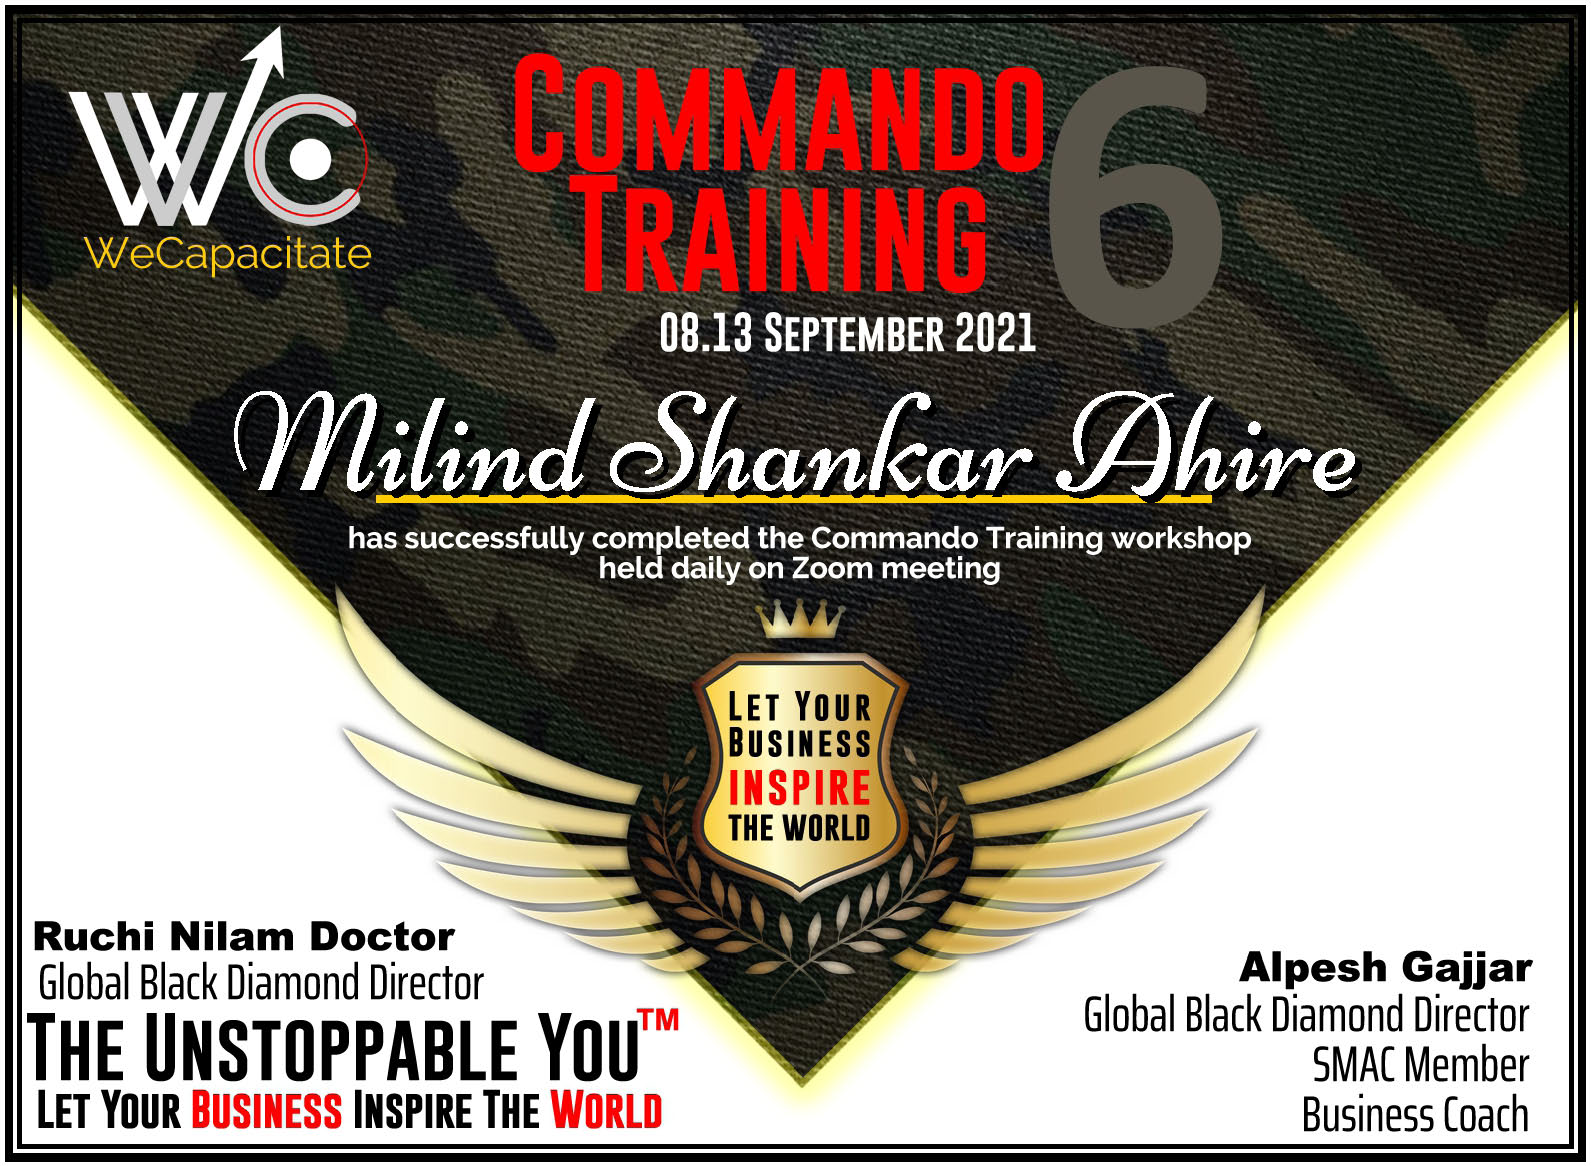 WC
WeCapacitate
COMMANDO
TRAINING
6
08.13 SEPTEMBER 2021
Milind Shankar Ahire
has successfully completed the Commando Training workshop
held daily on Zoom meeting
LET YOUR
BUSINESS
INSPIRE
THE WORLD
Ruchi Nilam Doctor
Global Black Diamond Director
THE UNSTOPPABLE YOU™
LET YOUR BUSINESS INSPIRE THE WORLD
Alpesh Gajjar
Global Black Diamond Director
SMAC Member
Business Coach